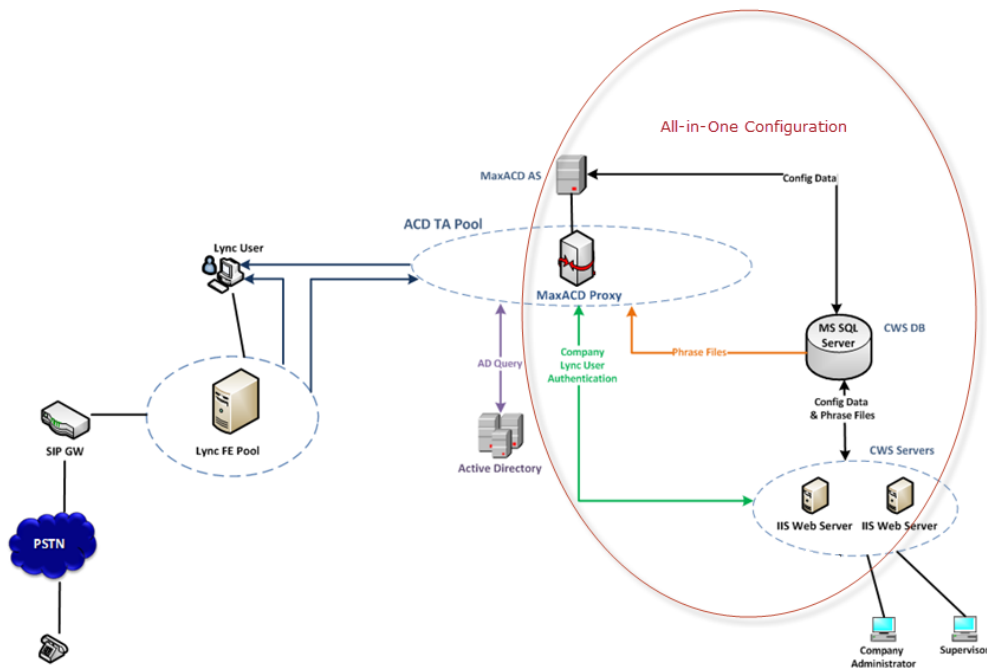 All-in-One Configuration
MaxACD AS
Config Data
ACD TA Pool
Lync User
MaxACD Proxy
MS SQL
Server
CWS DB
Company
Lync User
Authentication
Phrase Files
AD Query
Config Data
& Phrase Files
Lync FE Pool
SIP GW
Active Directory
CWS Servers
IIS Web Server
IIS Web Server
PSTN
Company
Administrator
Supervisor